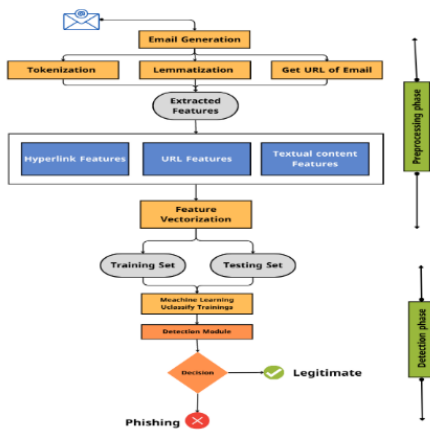 Email Generation
Tokenization
Lemmatization
Get URL of Email
Extracted
Features
Hyperlink Features
URL Features
Textual content
Features
Feature
Vectorization
Training Set
Testing Set
Meachine Learning
Uclassify Trainings
Detection Madule
Decision
Legitimate
Phishing
Preprocessing phase
Detection phase